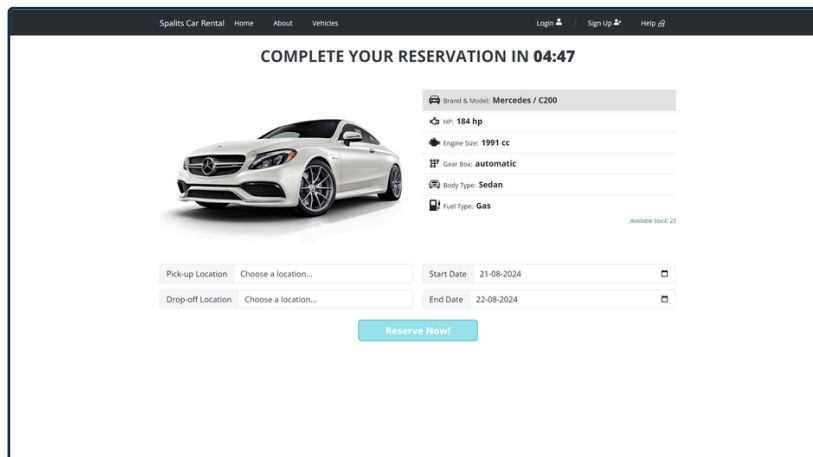 Spalits Car Rental Home About Vehicles Login / Sign Up Help
COMPLETE YOUR RESERVATION IN 04:47
Brand & Model: Mercedes / C200
HP: 184 hp
Engine Size: 1991 cc
Gear Box: automatic
Body Type: Sedan
Fuel Type: Gas
Available Stock: 23
Pick-up Location Choose a location... Start Date 21-08-2024
Drop-off Location Choose a location... End Date 22-08-2024
Reserve Now!